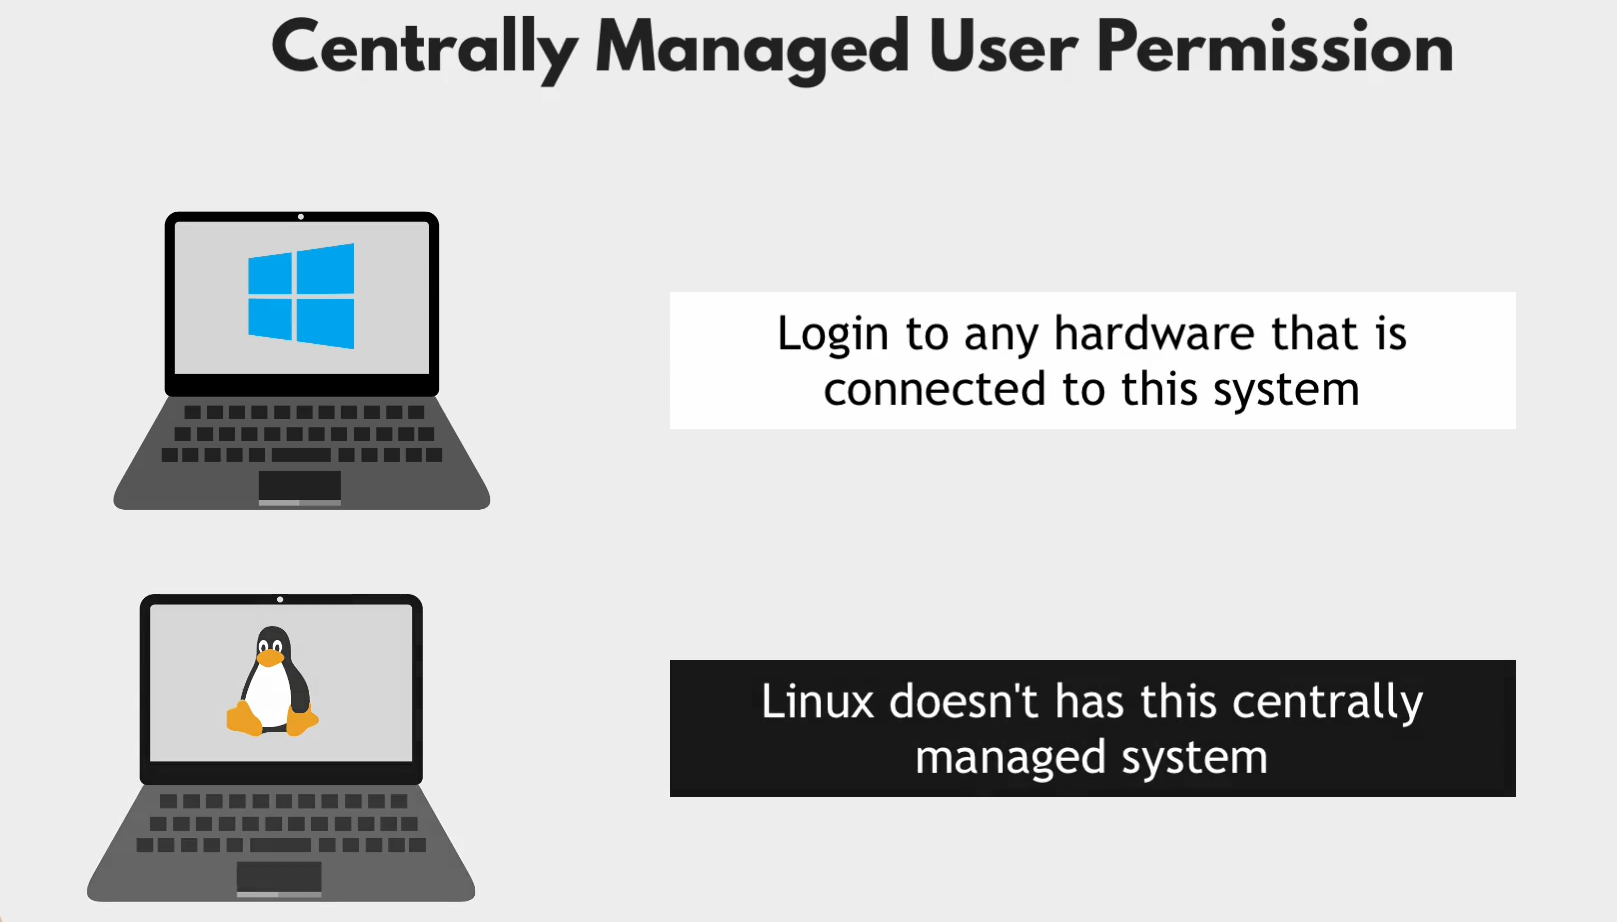 Centrally Managed User Permission
Login to any hardware that is
connected to this system
Linux doesn't has this centrally
managed system